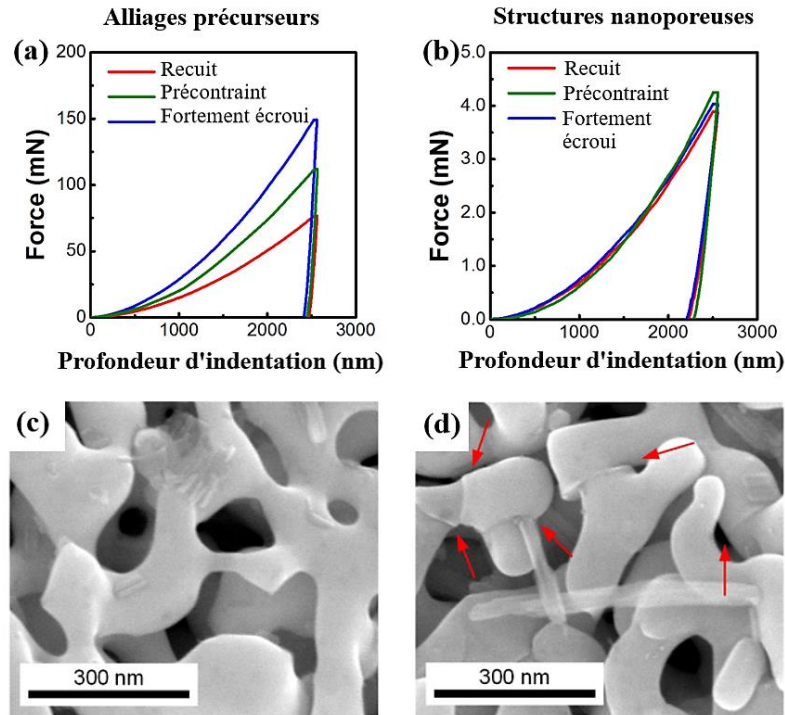 Alliages précurseurs
Structures nanoporeuses
(a)
200
150
100
50
0
Force (mN)
Recuit
Précontraint
Fortement écroui
0 1000 2000 3000
Profondeur d'indentation (nm)
(b)
5.0
4.0
3.0
2.0
1.0
0.0
Force (mN)
Recuit
Précontraint
Fortement
écroui
0 1000 2000 3000
Profondeur d'indentation (nm)
(c)
300 nm
(d)
300 nm